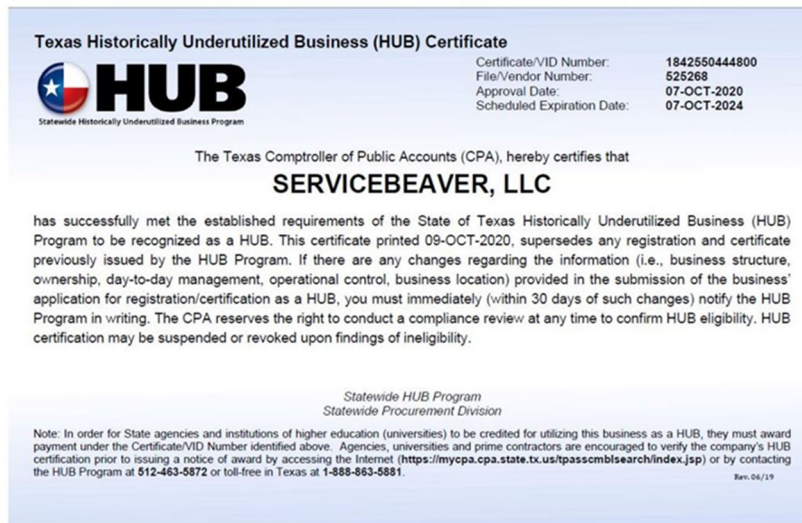 Texas Historically Underutilized Business (HUB) Certificate
HUB
Statewide Historically Underutilized Business Program
Certificate/VID Number: 1842550444800
File/Vendor Number: 525268
Approval Date: 07-OCT-2020
Scheduled Expiration Date: 07-OCT-2024
The Texas Comptroller of Public Accounts (CPA), hereby certifies that
SERVICEBEAVER, LLC
has successfully met the established requirements of the State of Texas Historically Underutilized Business (HUB)
Program to be recognized as a HUB. This certificate printed 09-OCT-2020, supersedes any registration and certificate
previously issued by the HUB Program. If there are any changes regarding the information (i.e., business structure,
ownership, day-to-day management, operational control, business location) provided in the submission of the business'
application for registration/certification as a HUB, you must immediately (within 30 days of such changes) notify the HUB
Program in writing. The CPA reserves the right to conduct a compliance review at any time to confirm HUB eligibility. HUB
certification may be suspended or revoked upon findings of ineligibility.
Statewide HUB Program
Statewide Procurement Division
Note: In order for State agencies and institutions of higher education (universities) to be credited for utilizing this business as a HUB, they must award
payment under the Certificate/VID Number identified above. Agencies, universities and prime contractors are encouraged to verify the company's HUB
certification prior to issuing a notice of award by accessing the Internet (https://mycpa.cpa.state.tx.us/tpasscmblsearch/index.jsp) or by contacting
the HUB Program at 512-463-5872 or toll-free in Texas at 1-888-863-5881.
Rev. 06/19